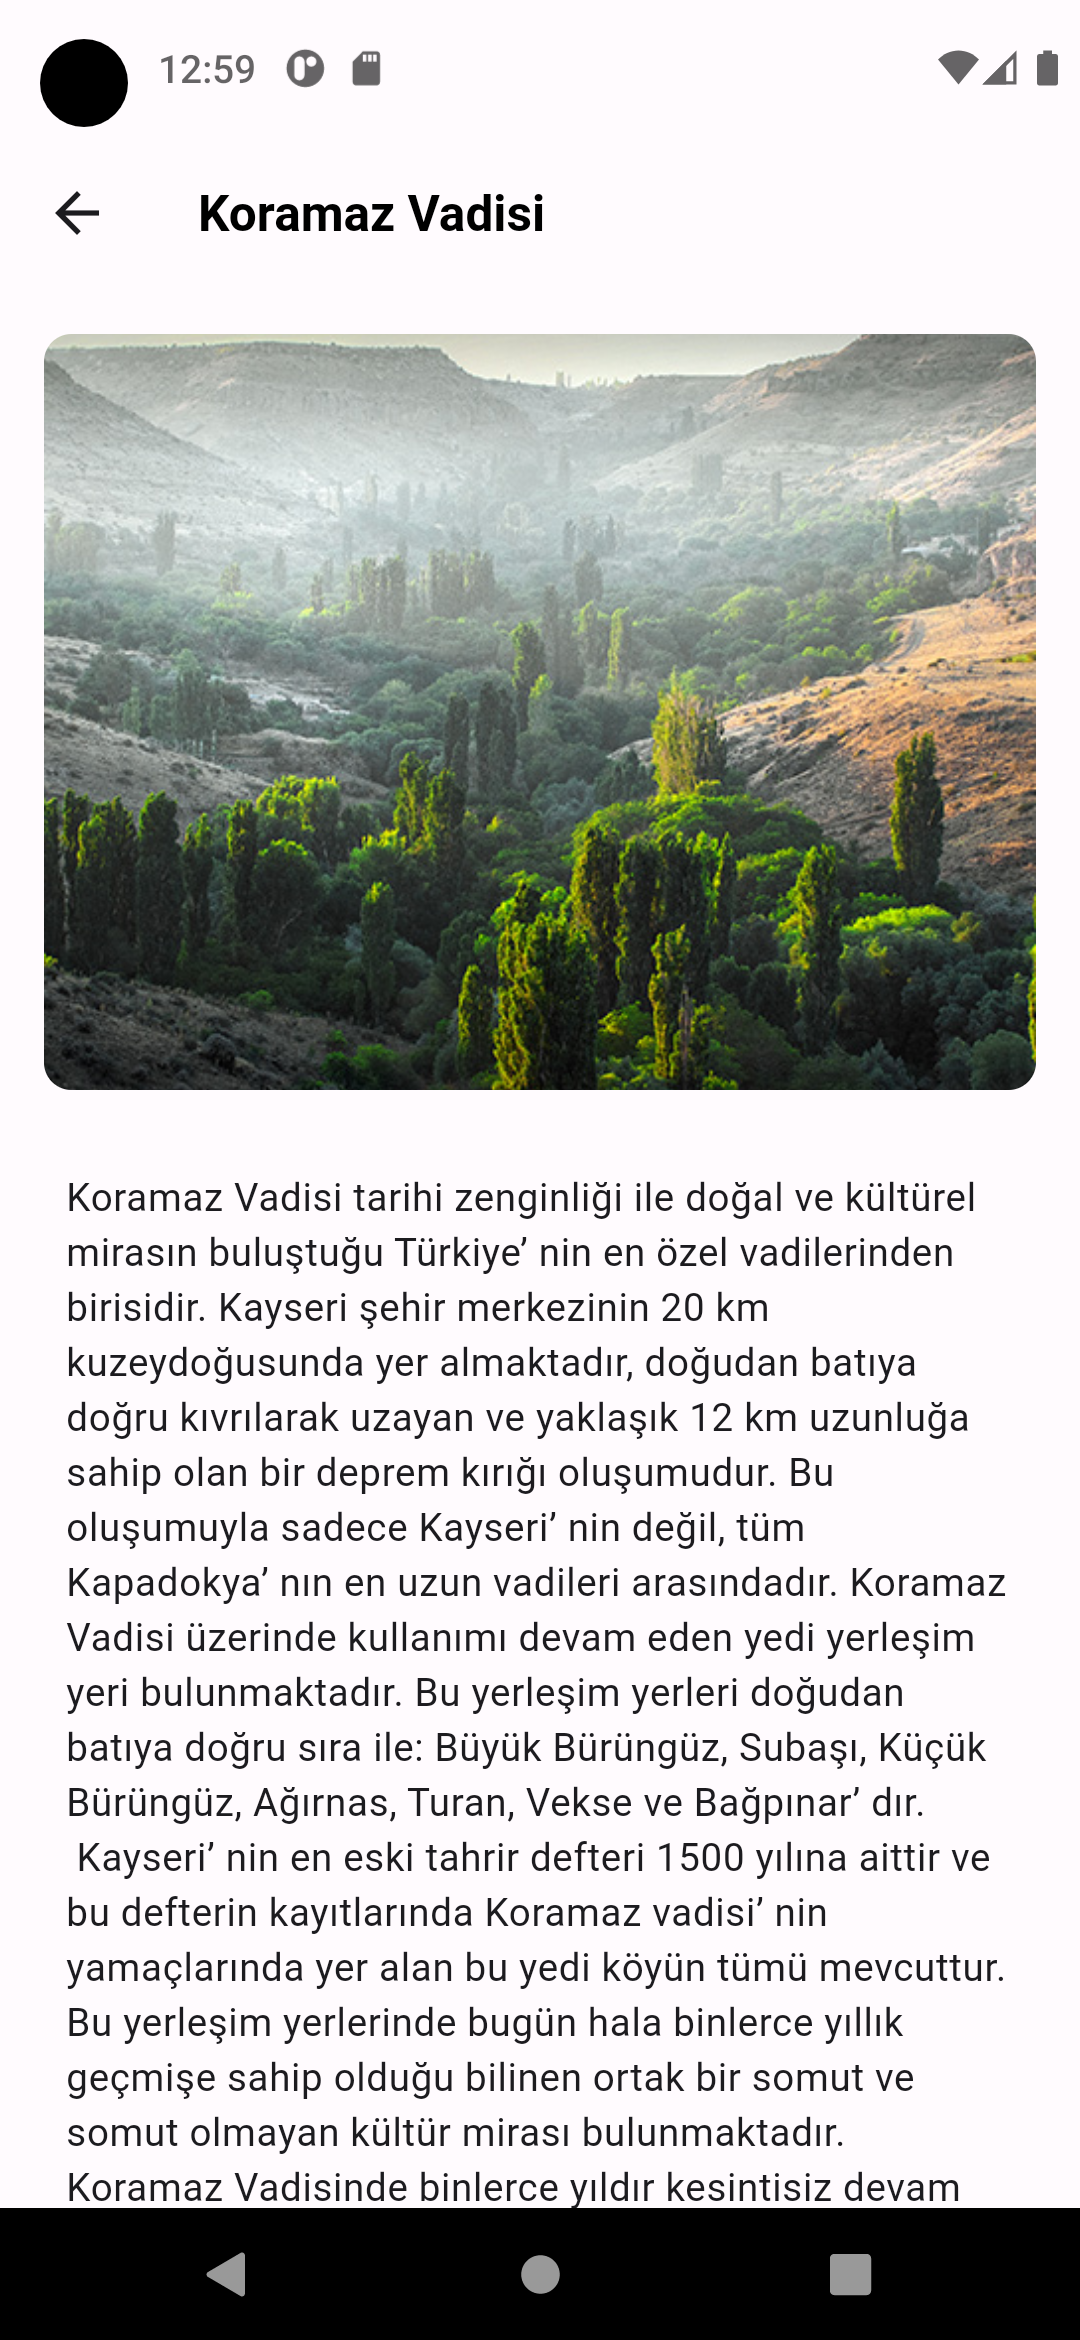 12:59
Koramaz Vadisi
Koramaz Vadisi tarihi zenginliği ile doğal ve kültürel
mirasın buluştuğu Türkiye’ nin en özel vadilerinden
birisidir. Kayseri şehir merkezinin 20 km
kuzeydoğusunda yer almaktadır, doğudan batıya
doğru kıvrılarak uzayan ve yaklaşık 12 km uzunluğa
sahip olan bir deprem kırığı oluşumudur. Bu
oluşumuyla sadece Kayseri’ nin değil, tüm
Kapadokya’ nın en uzun vadileri arasındadır. Koramaz
Vadisi üzerinde kullanımı devam eden yedi yerleşim
yeri bulunmaktadır. Bu yerleşim yerleri doğudan
batıya doğru sıra ile: Büyük Bürüngüz, Subaşı, Küçük
Bürüngüz, Ağırnas, Turan, Vekse ve Bağpınar’ dır.
Kayseri’ nin en eski tahrir defteri 1500 yılına aittir ve
bu defterin kayıtlarında Koramaz vadisi’ nin
yamaçlarında yer alan bu yedi köyün tümü mevcuttur.
Bu yerleşim yerlerinde bugün hala binlerce yıllık
geçmişe sahip olduğu bilinen ortak bir somut ve
somut olmayan kültür mirası bulunmaktadır.
Koramaz Vadisinde binlerce yıldır kesintisiz devam